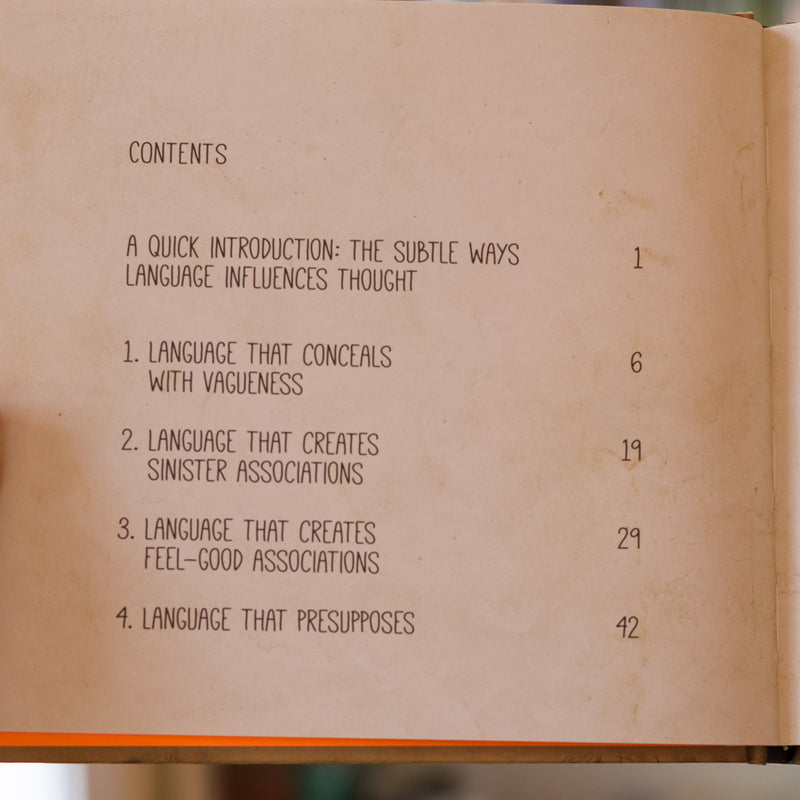 CONTENTS
A QUICK INTRODUCTION: THE SUBTLE WAYS 1
LANGUAGE INFLUENCES THOUGHT
1. LANGUAGE THAT CONCEALS 6
WITH VAGUENESS
2. LANGUAGE THAT CREATES 19
SINISTER ASSOCIATIONS
3. LANGUAGE THAT CREATES 29
FEEL-GOOD ASSOCIATIONS
4. LANGUAGE THAT PRESUPPOSES 42